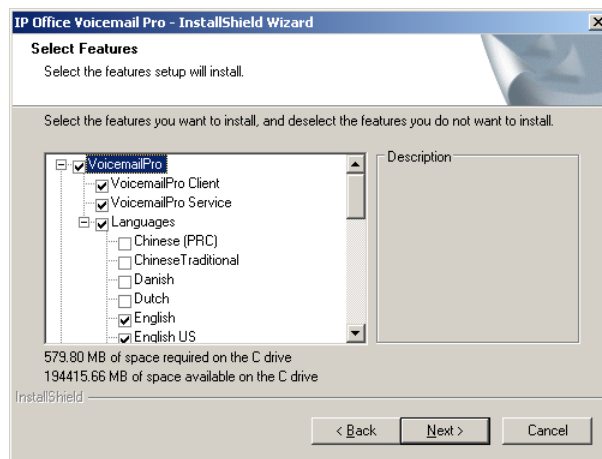 IP Office Voicemail Pro - InstallShield Wizard
Select Features
Select the features setup will install.
Select the features you want to install, and deselect the features you do not want to install.
VoicemailPro
VoicemailPro Client
VoicemailPro Service
Languages
Chinese (PRC)
ChineseTraditional
Danish
Dutch
English
English US
Description
579.80 MB of space required on the C drive
194415.66 MB of space available on the C drive
InstallShield
< Back
Next >
Cancel